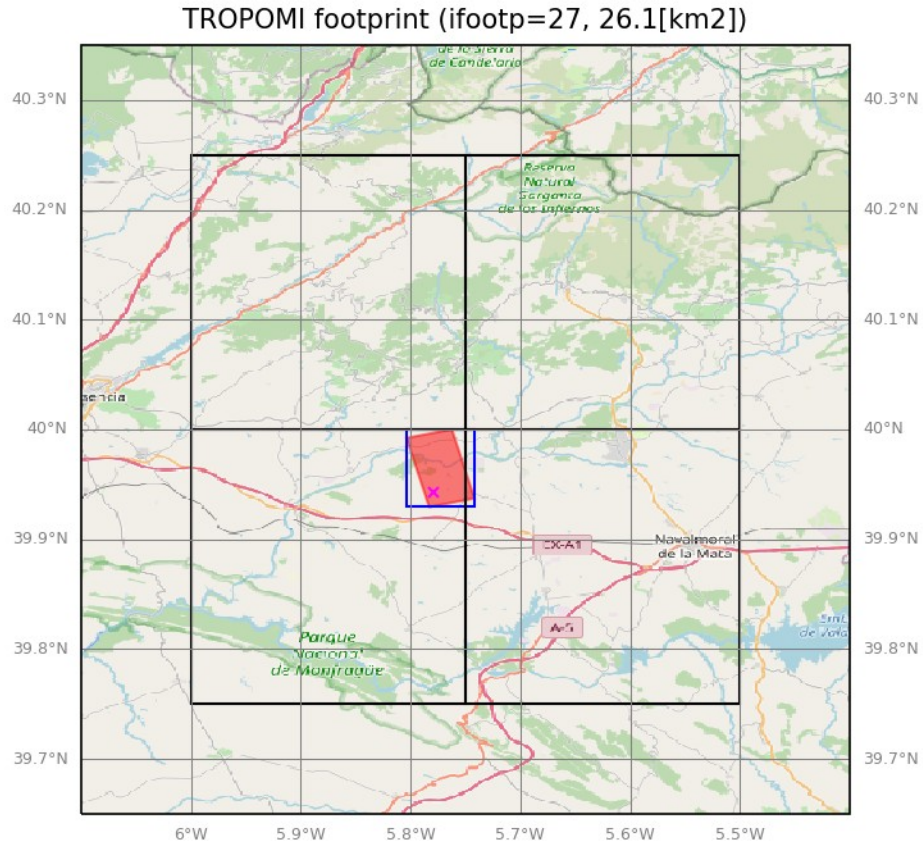 TROPOMI footprint (ifootp=27, 26.1[km2])
de la Sierra
de Candelario
40.3°N
40.3°N
Reserva
Natural
Garganta
de los Infiernos
40.2°N
40.2°N
40.1°N
40.1°N
sencia
40°N
40°N
EX-A1
Navalmoral
de la Mata
39.9°N
39.9°N
A-5
Parque
Nacional
de Monfragüe
39.8°N
39.8°N
39.7°N
39.7°N
6°W
5.9°W
5.8°W
5.7°W
5.6°W
5.5°W